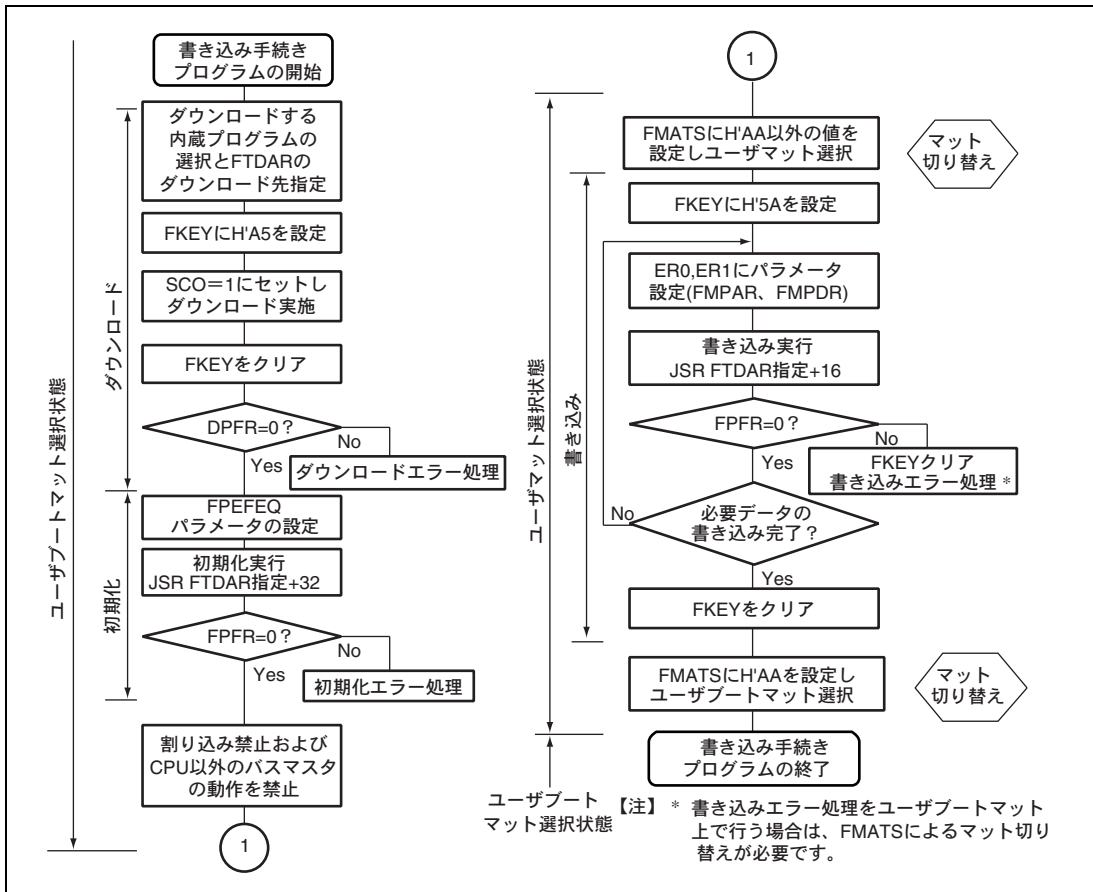 書き込み手続き
プログラムの開始
ダウンロードする
内蔵プログラムの
選択とFTDARの
ダウンロード先指定
FKEYにH'A5を設定
SCO＝1にセットし
ダウンロード実施
FKEYをクリア
DPFR=0？
No
Yes
ダウンロードエラー処理
FPEFEQ
パラメータの設定
初期化実行
JSR FTDAR指定+32
FPFR=0？
No
Yes
初期化エラー処理
割り込み禁止および
CPU以外のバスマスタ
の動作を禁止
1
ダウンロード
初期化
ユーザブートマット選択状態
1
FMATSにH'AA以外の値を
設定しユーザマット選択
マット
切り替え
FKEYにH'5Aを設定
ER0,ER1にパラメータ
設定(FMPAR、FMPDR)
書き込み実行
JSR FTDAR指定+16
FPFR=0？
No
Yes
FKEYクリア
書き込みエラー処理 *
必要データの
書き込み完了？
No
Yes
FKEYをクリア
FMATSにH'AAを設定し
ユーザブートマット選択
マット
切り替え
書き込み手続き
プログラムの終了
書き込み
ユーザマット選択状態
ユーザブート
マット選択状態
【注】 * 書き込みエラー処理をユーザブートマット
上で行う場合は、FMATSによるマット切り
替えが必要です。